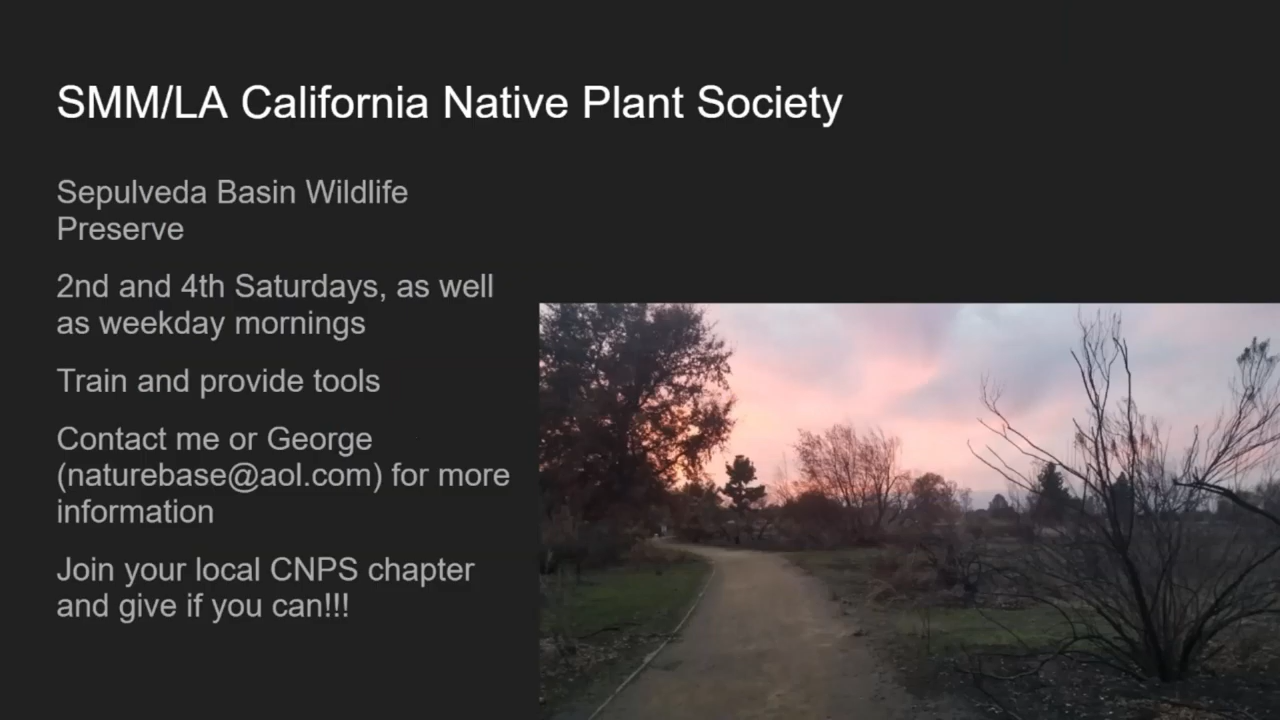 SMM/LA California Native Plant Society
Sepulveda Basin Wildlife
Preserve
2nd and 4th Saturdays, as well
as weekday mornings
Train and provide tools
Contact me or George
(naturebase@aol.com) for more
information
Join your local CNPS chapter
and give if you can!!!